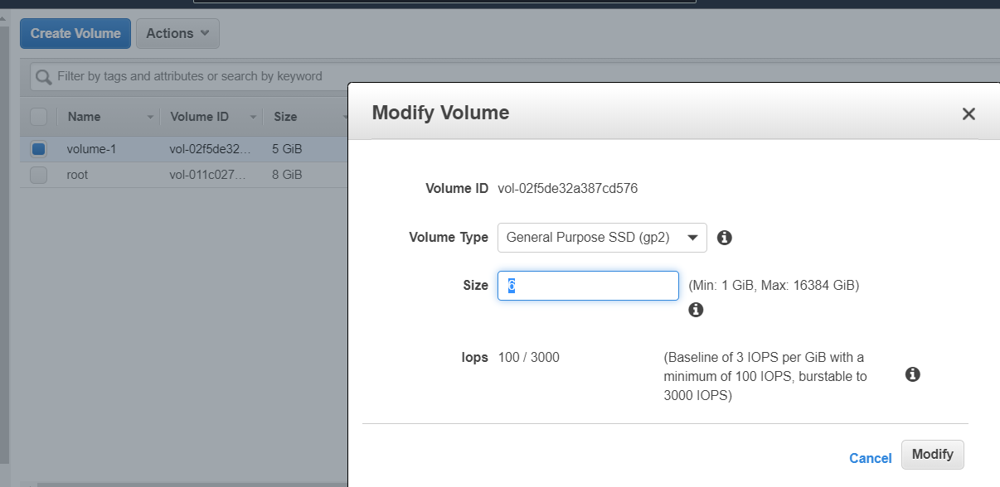 Create Volume
Actions
Filter by tags and attributes or search by keyword
Name Volume ID Size
volume-1 vol-02f5de32... 5 GiB
root vol-011c027... 8 GiB
Modify Volume
Volume ID vol-02f5de32a387cd576
Volume Type General Purpose SSD (gp2)
Size 6 (Min: 1 GiB, Max: 16384 GiB)
Iops 100 / 3000 (Baseline of 3 IOPS per GiB with a
minimum of 100 IOPS, burstable to
3000 IOPS)
Cancel Modify